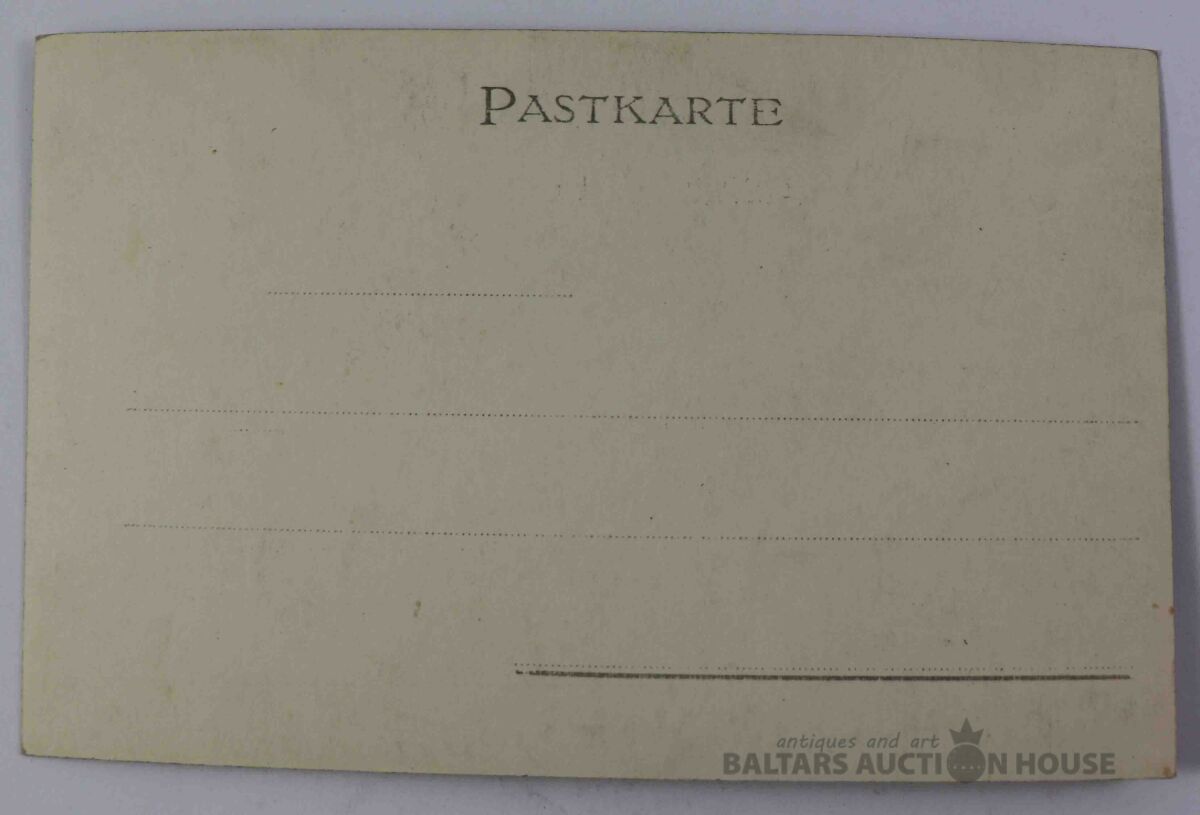 PASTKARTE
antiques and art
BALTARS AUCTION HOUSE